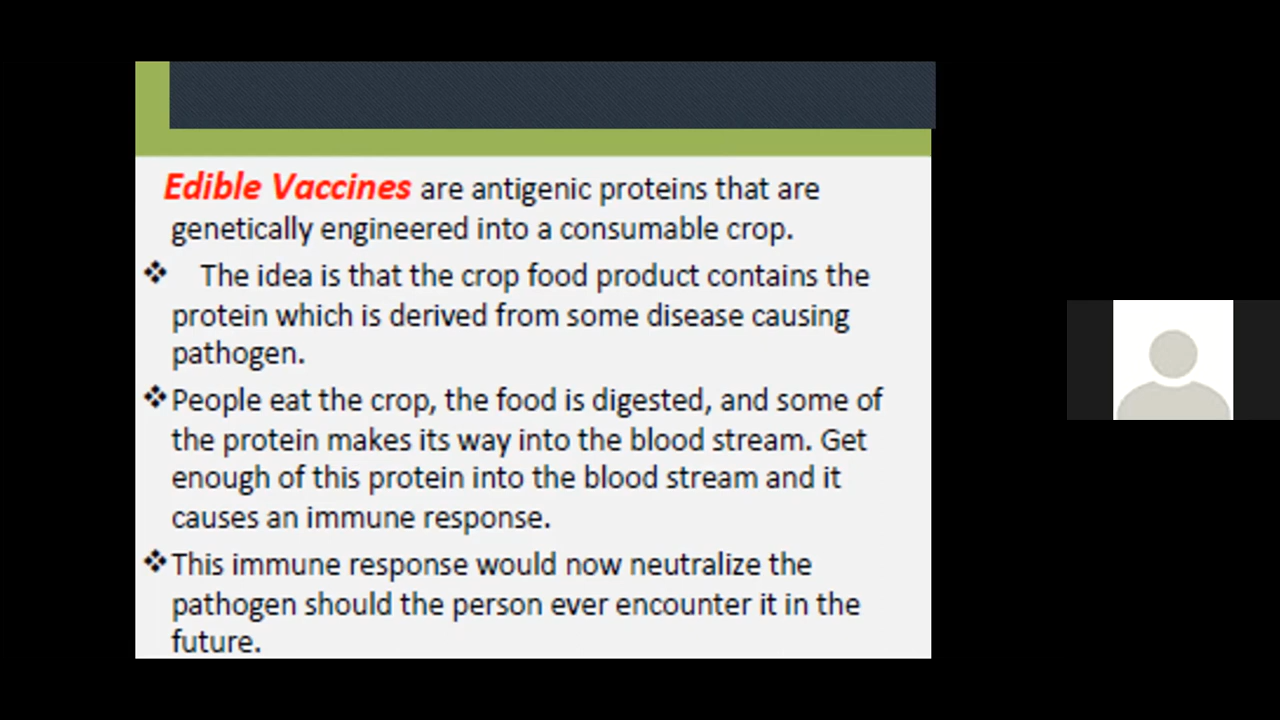 Edible Vaccines are antigenic proteins that are
genetically engineered into a consumable crop.
❖ The idea is that the crop food product contains the
protein which is derived from some disease causing
pathogen.
❖ People eat the crop, the food is digested, and some of
the protein makes its way into the blood stream. Get
enough of this protein into the blood stream and it
causes an immune response.
❖ This immune response would now neutralize the
pathogen should the person ever encounter it in the
future.